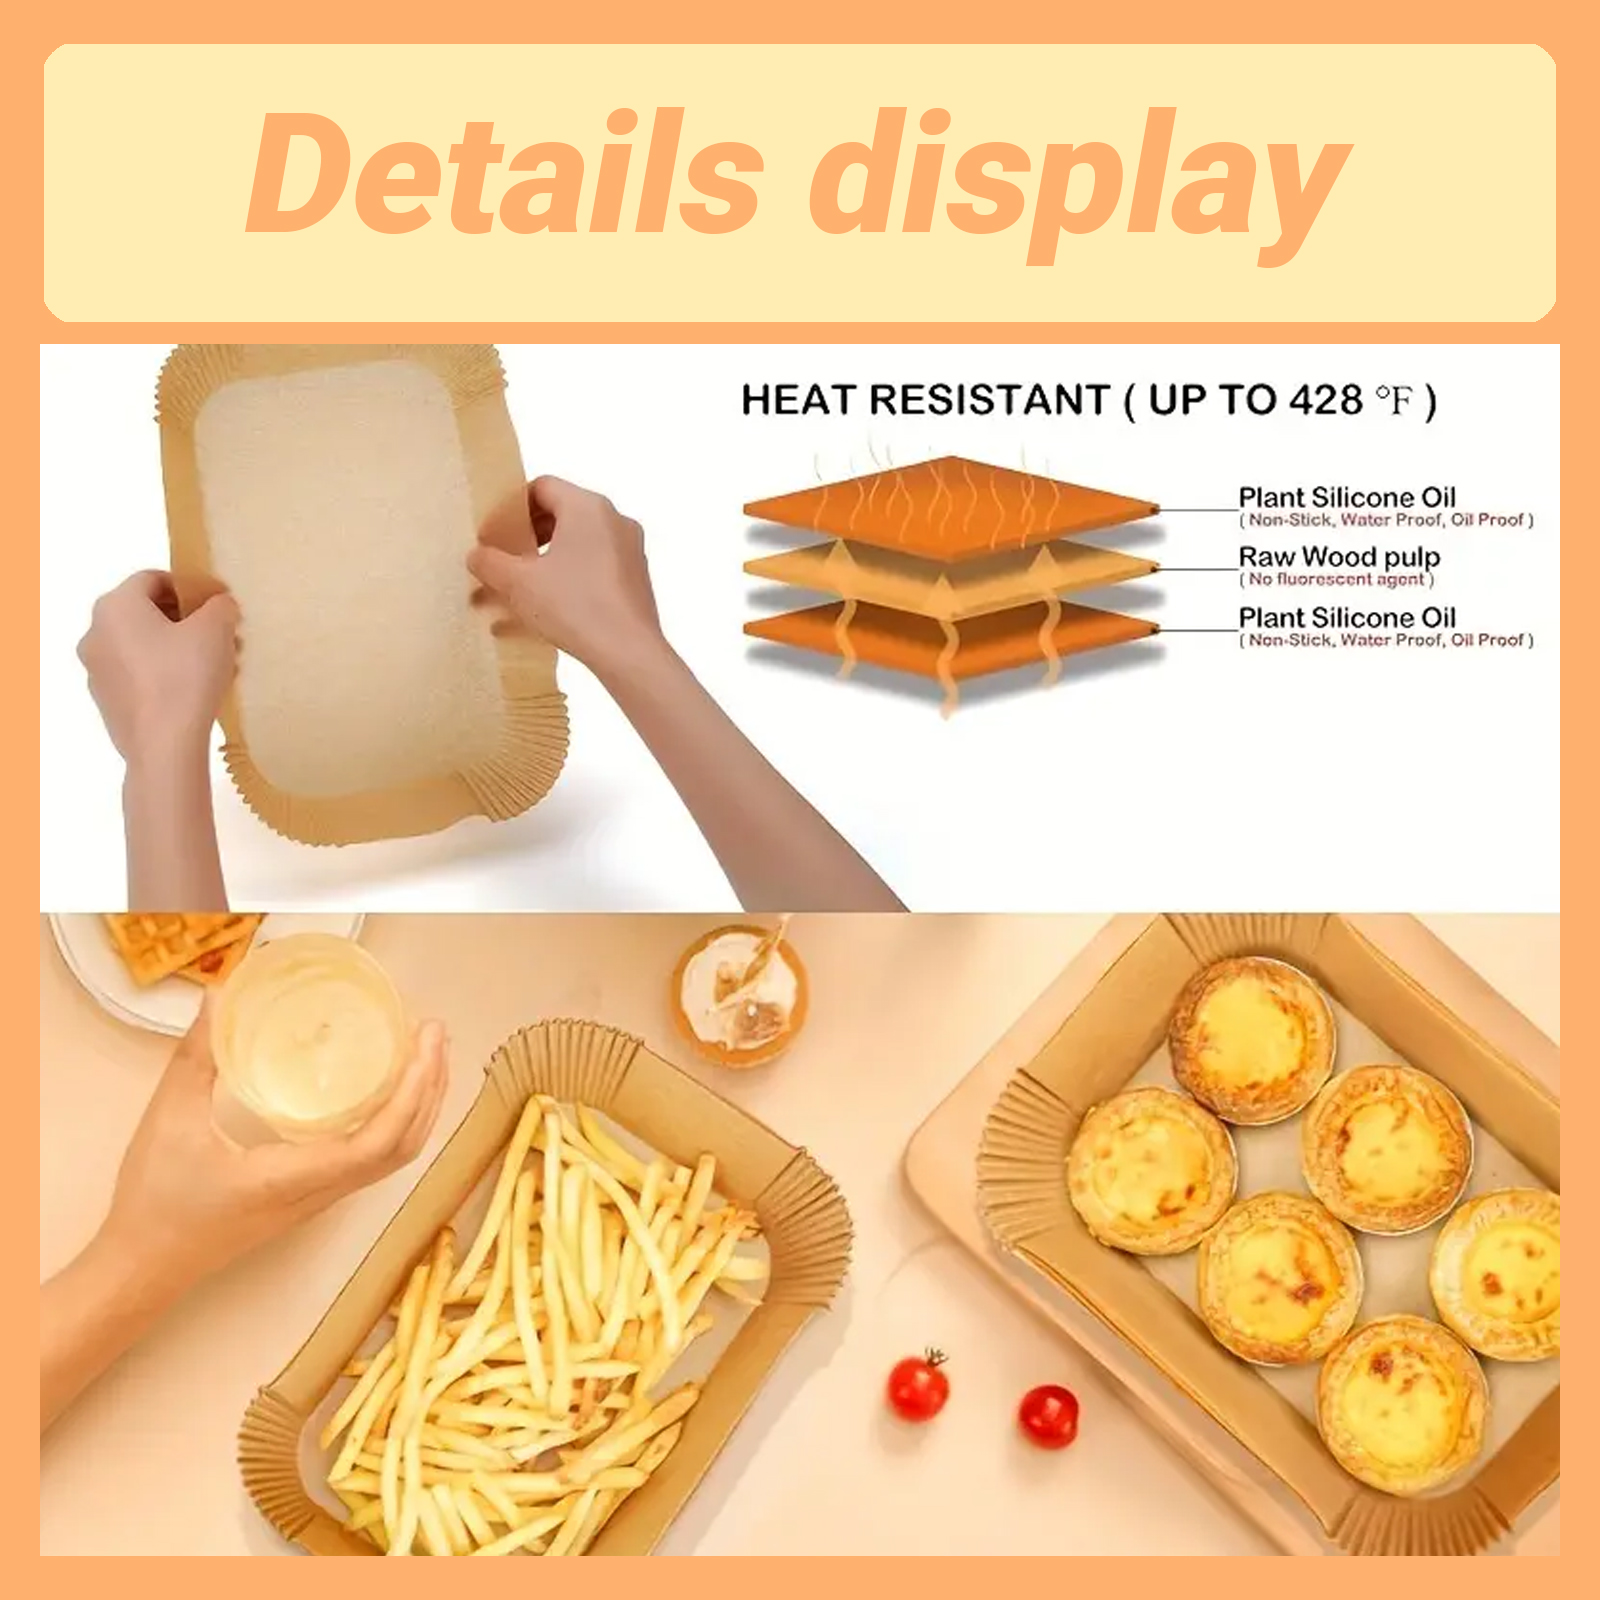 Details display
HEAT RESISTANT ( UP TO 428 °F )
Plant Silicone Oil
( Non-Stick, Water Proof, Oil Proof )
Raw Wood pulp
( No fluorescent agent )
Plant Silicone Oil
( Non-Stick, Water Proof, Oil Proof )